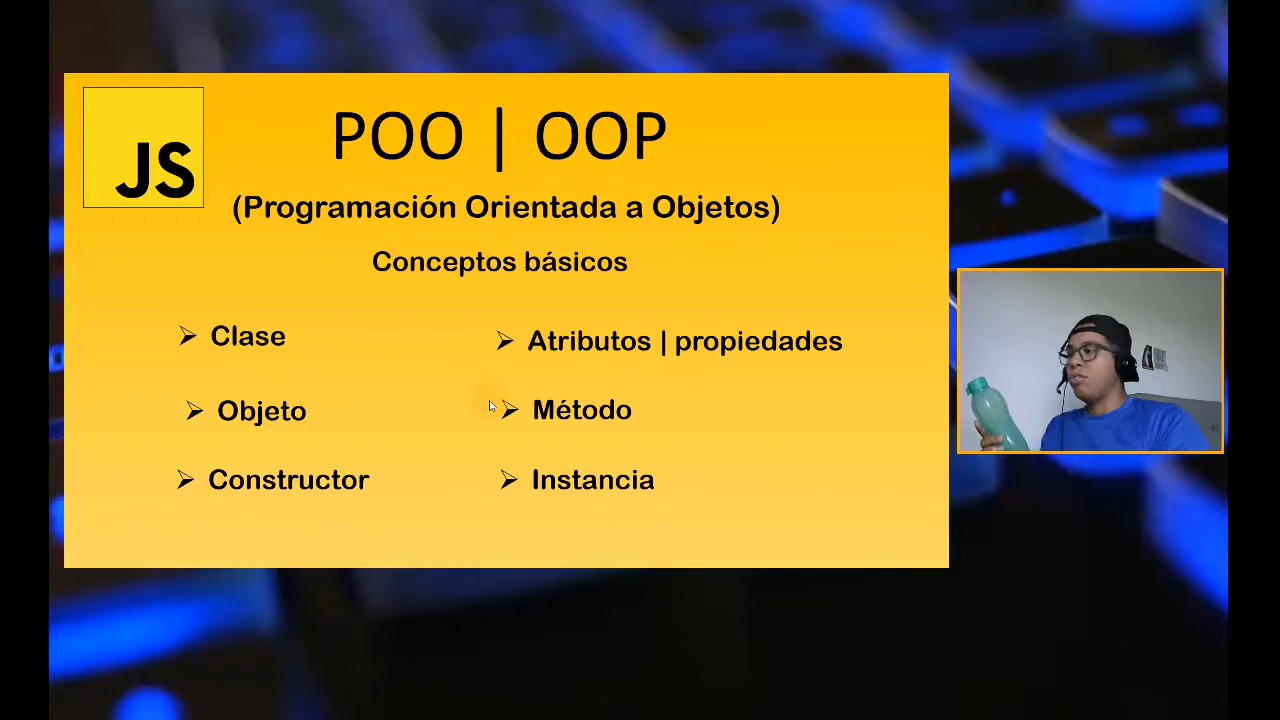 JS
POO | OOP
(Programación Orientada a Objetos)
Conceptos básicos
Clase
Atributos | propiedades
Objeto
Método
Constructor
Instancia